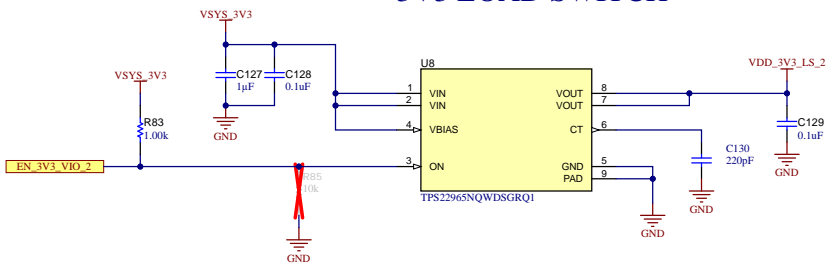 3V3 LOAD SWITCH
VSYS_3V3
VSYS_3V3
C127
1µF
C128
0.1uF
R83
1.00k
GND
EN_3V3_VIO_2
R85
10k
GND
U8
1 VIN
2 VIN
4 VBIAS
3 ON
VOUT 8
VOUT 7
CT 6
GND 5
PAD 9
TPS22965NQWDSGRQ1
GND
C130
220pF
GND
VDD_3V3_LS_2
C129
0.1uF
GND